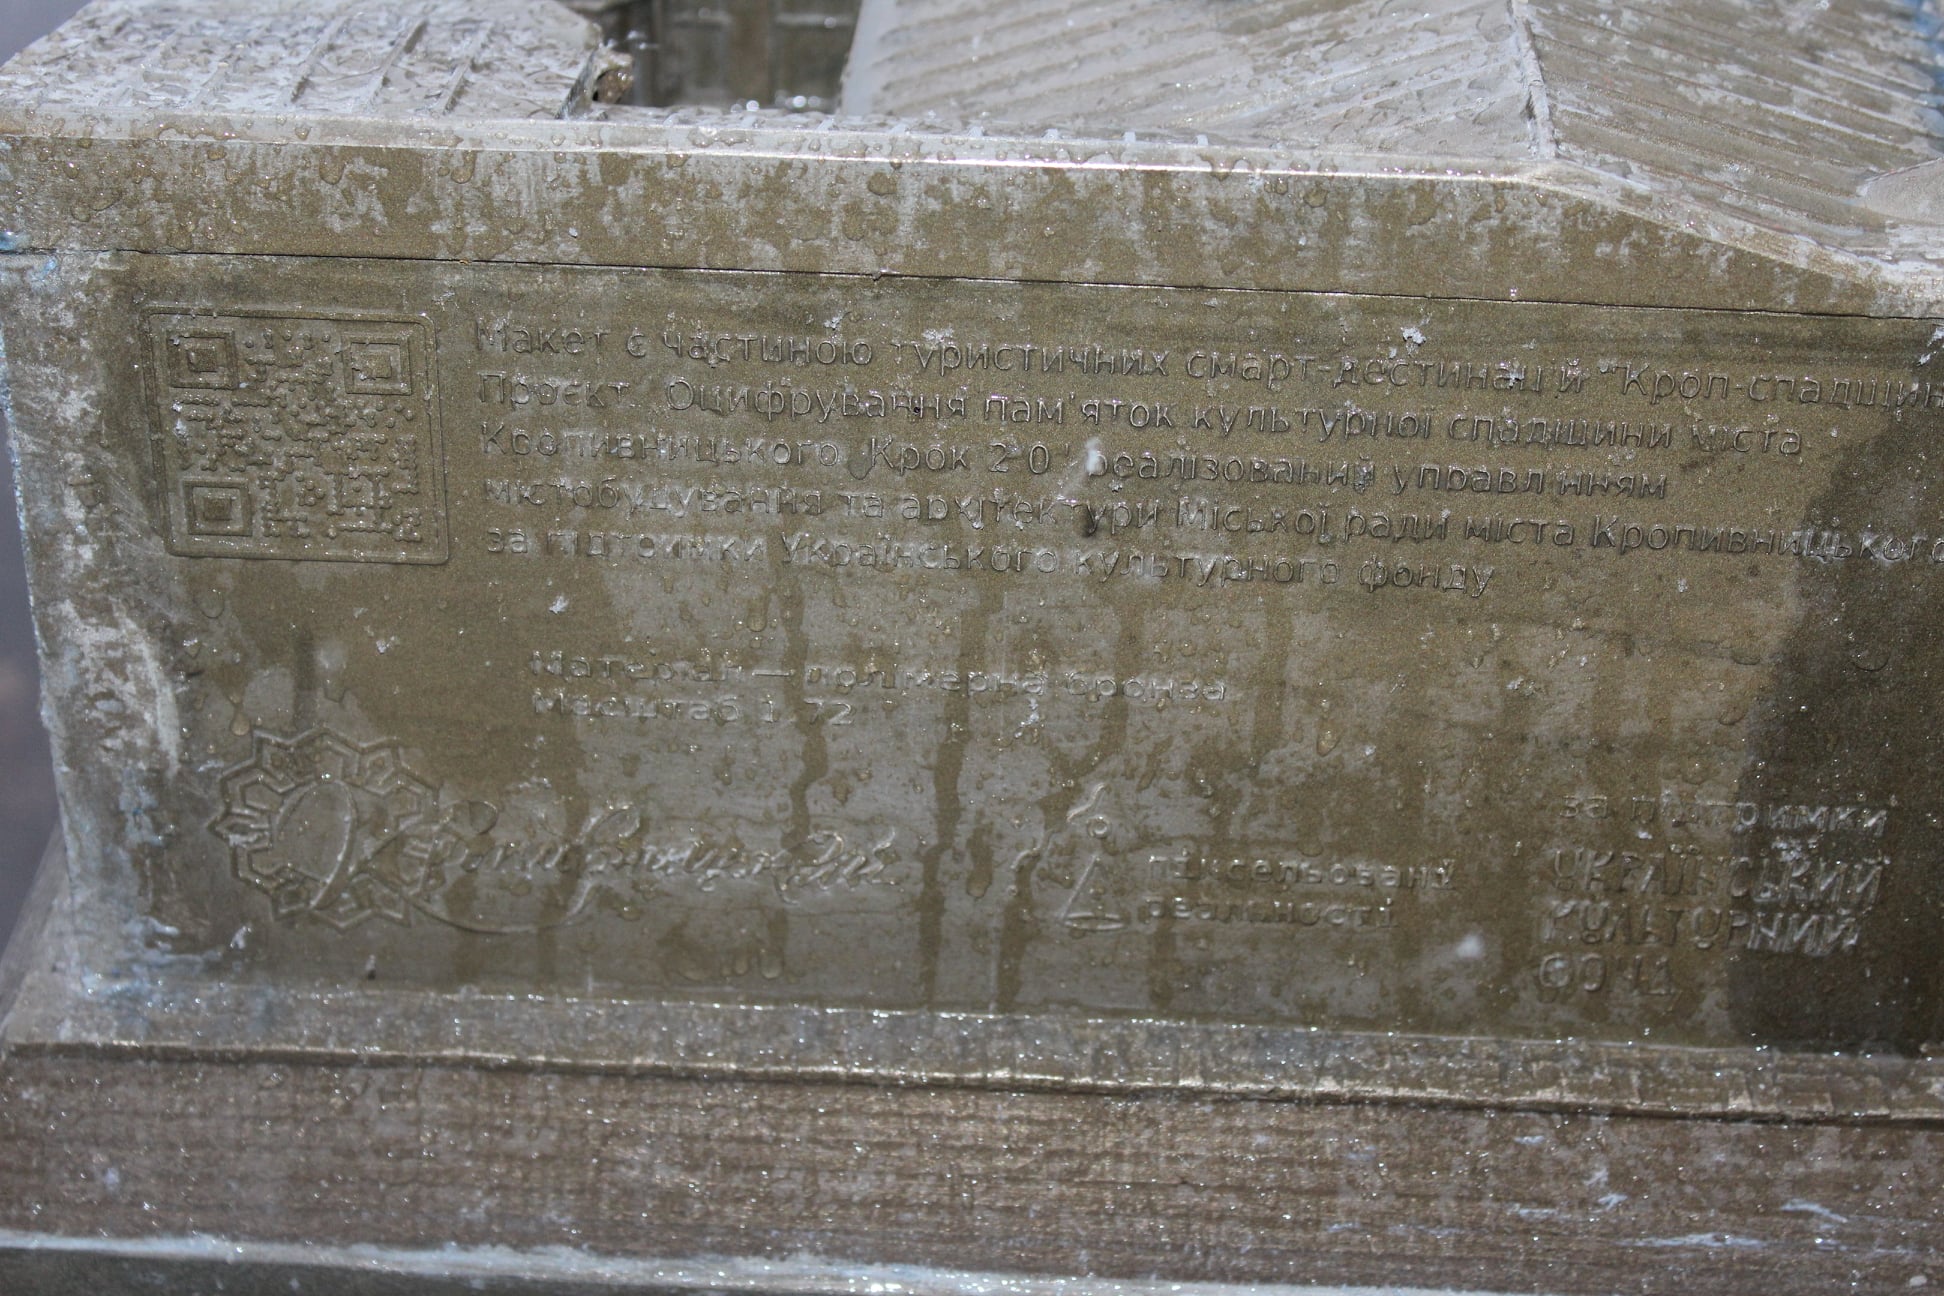 Макет є частиною туристичних смарт-дестинацій "Кроп-спадщин
Проєкт "Оцифрування пам'яток культурної спадщини міста
Кропивницького. Крок 2.0" реалізований управлінням
містобудування та архітектури Міської ради міста Кропивницького
за підтримки Українського культурного фонду
Матеріал — полімерна бронза
Масштаб 1:72
Кропивницький
піксельовані
реальності
за підтримки
УКРАЇНСЬКИЙ
КУЛЬТУРНИЙ
ФОНД